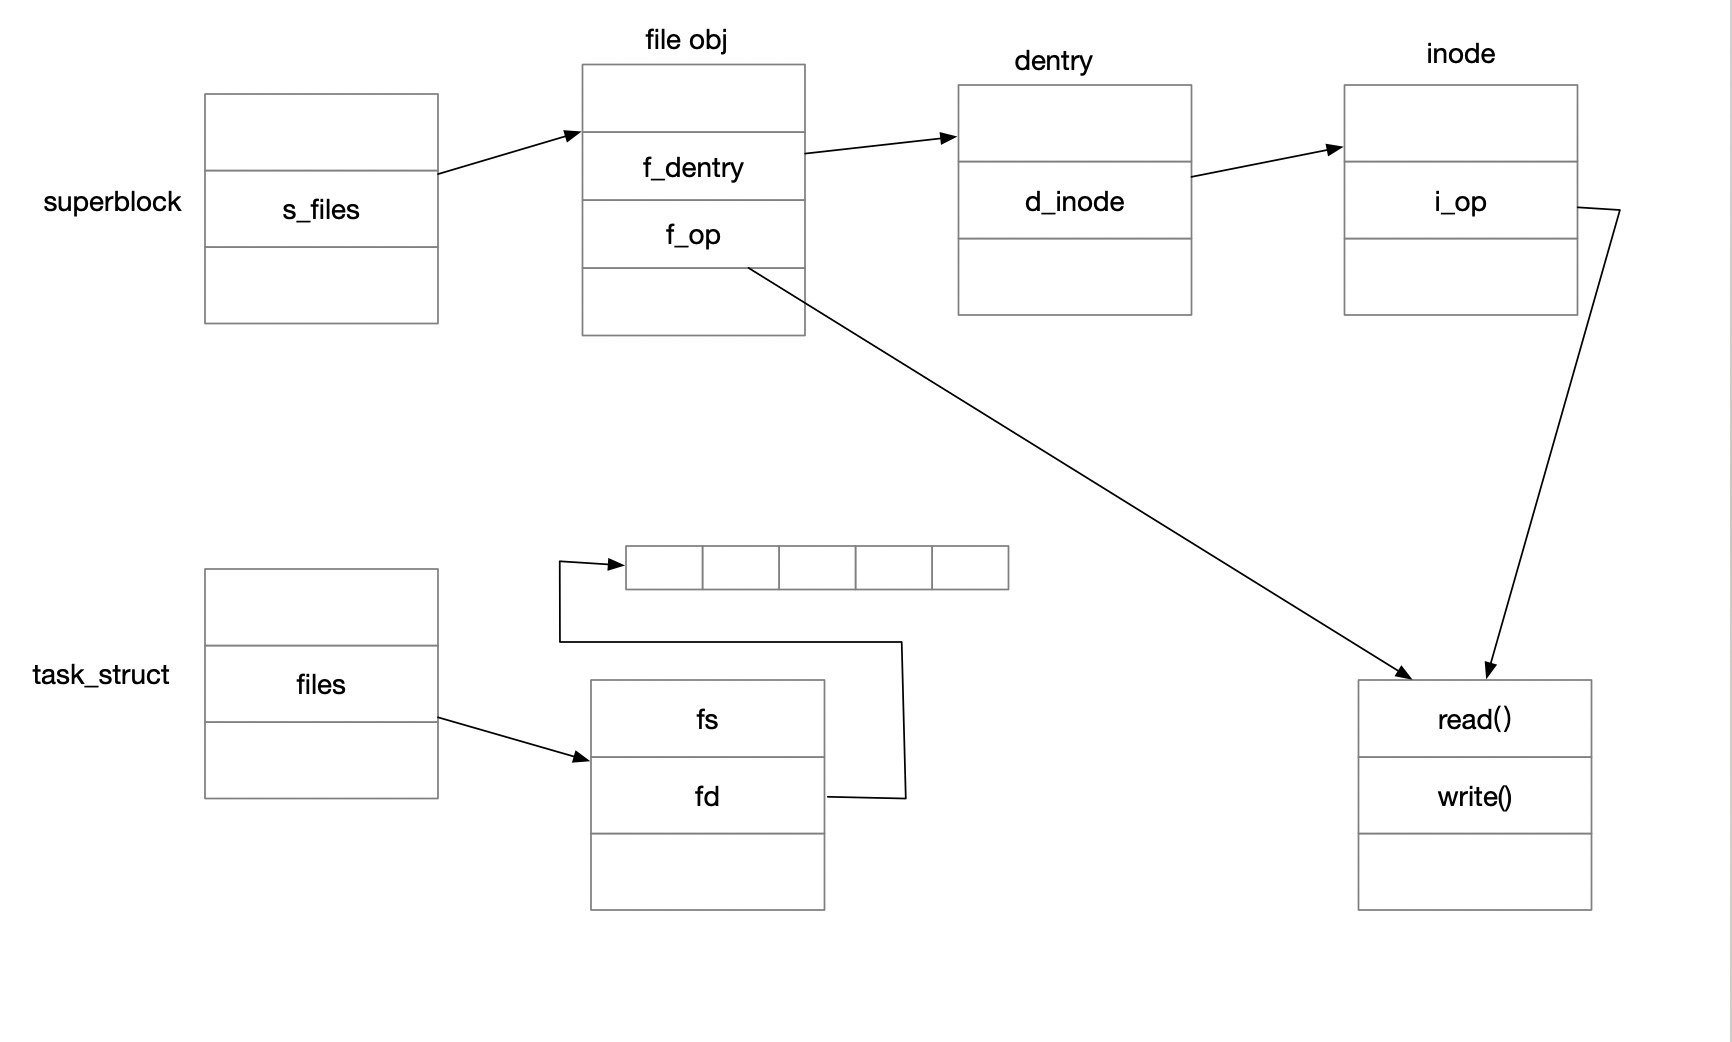 file obj
dentry
inode
superblock
s_files
f_dentry
f_op
d_inode
i_op
task_struct
files
fs
fd
read()
write()